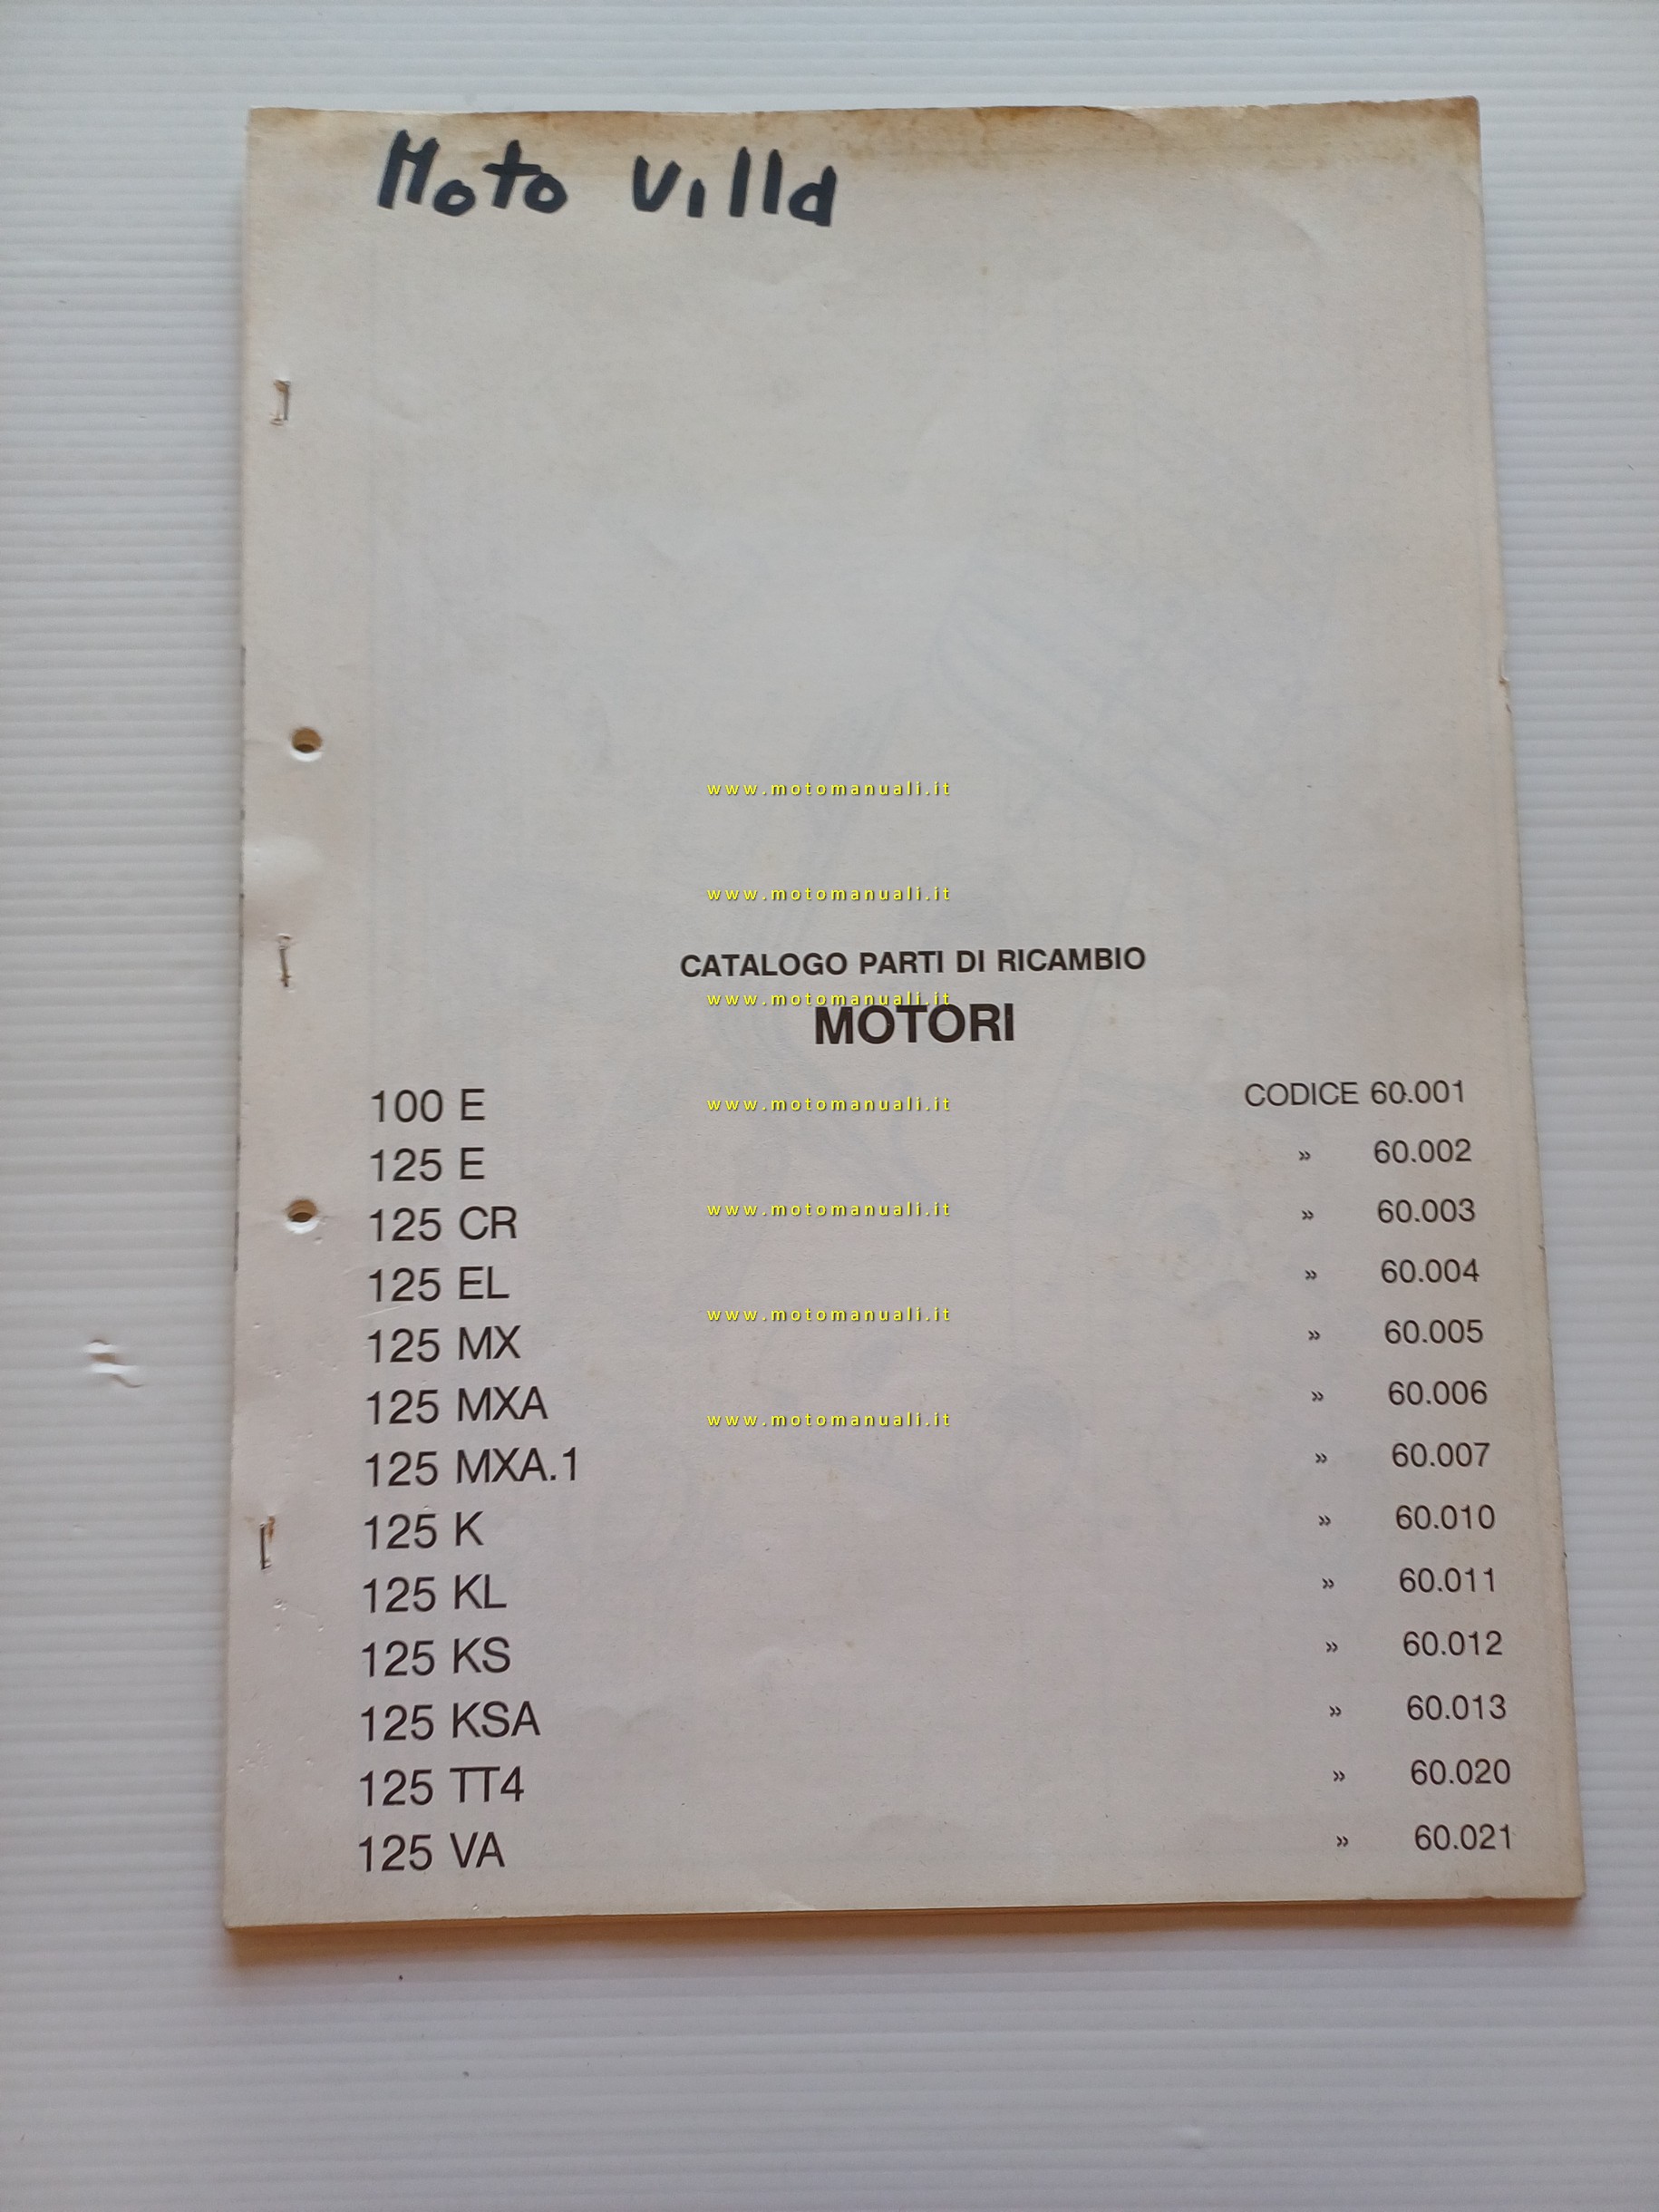 Moto Villa
www.motomanuali.it
www.motomanuali.it
CATALOGO PARTI DI RICAMBIO
www.motomanuali.it
MOTORI
100 E CODICE 60.001
www.motomanuali.it
125 E » 60.002
125 CR » 60.003
www.motomanuali.it
125 EL » 60.004
www.motomanuali.it
125 MX » 60.005
125 MXA » 60.006
www.motomanuali.it
125 MXA.1 » 60.007
125 K » 60.010
125 KL » 60.011
125 KS » 60.012
125 KSA » 60.013
125 TT4 » 60.020
125 VA » 60.021